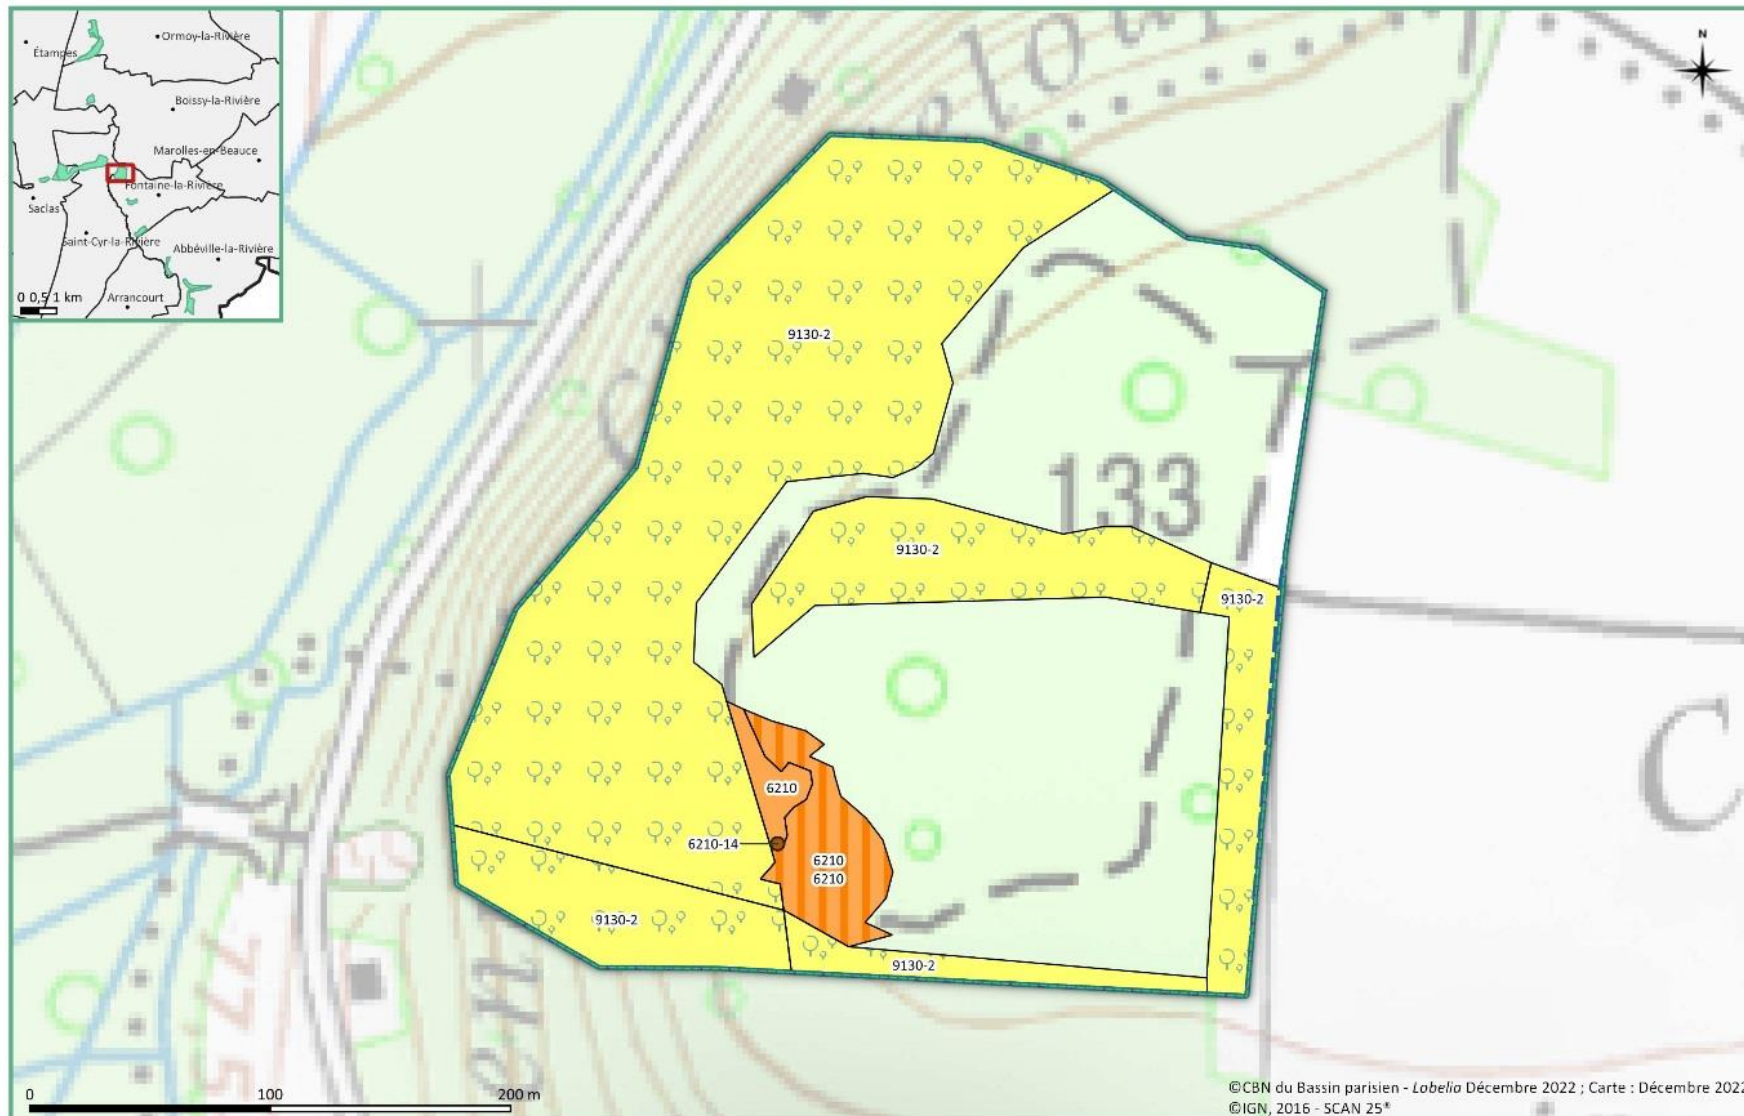 Étampes
Ormoy-la-Rivière
Boissy-la-Rivière
Marolles-en-Beauce
Fontaine-la-Rivière
Saclas
Saint-Cyr-la-Rivière
Abbéville-la-Rivière
Arrancourt
0 0,5 1 km
N
9130-2
133
9130-2
9130-2
6210
6210-14
6210
6210
9130-2
9130-2
C
77.5
0 100 200 m
©CBN du Bassin parisien - Lobelia Décembre 2022 ; Carte : Décembre 2022
©IGN, 2016 - SCAN 25®